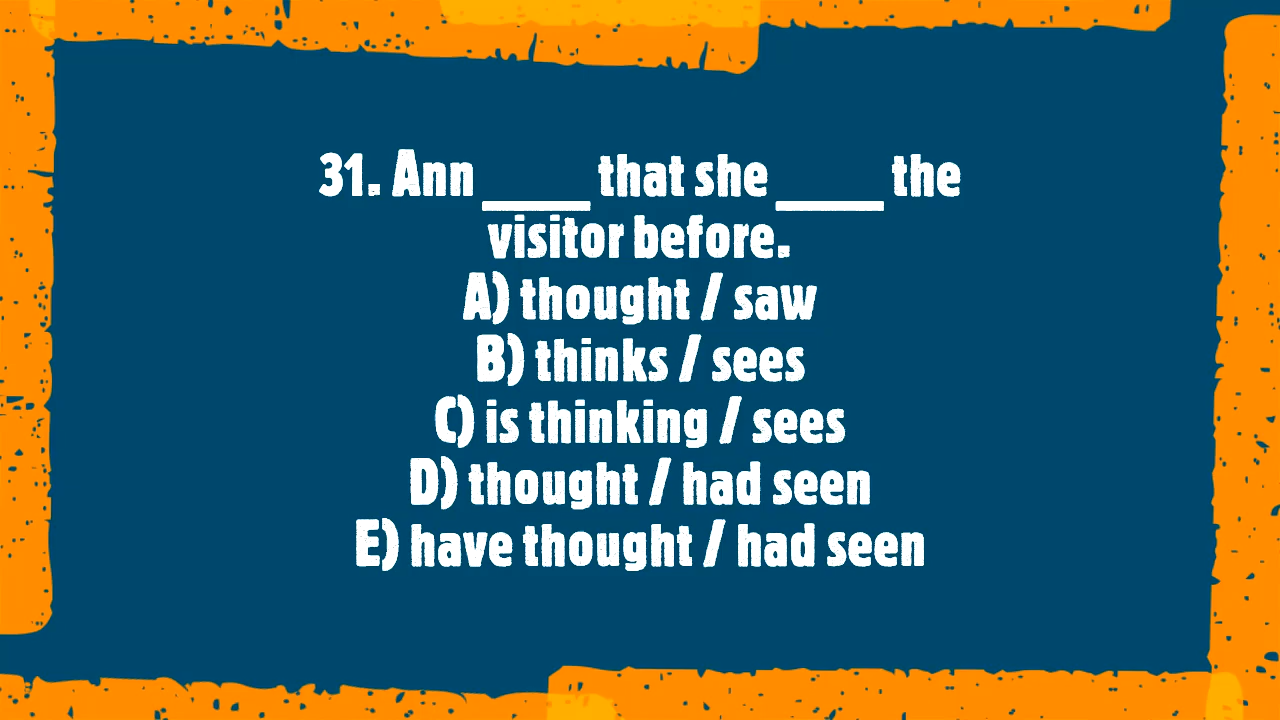 31. Ann ____ that she ____ the
visitor before.
A) thought / saw
B) thinks / sees
C) is thinking / sees
D) thought / had seen
E) have thought / had seen